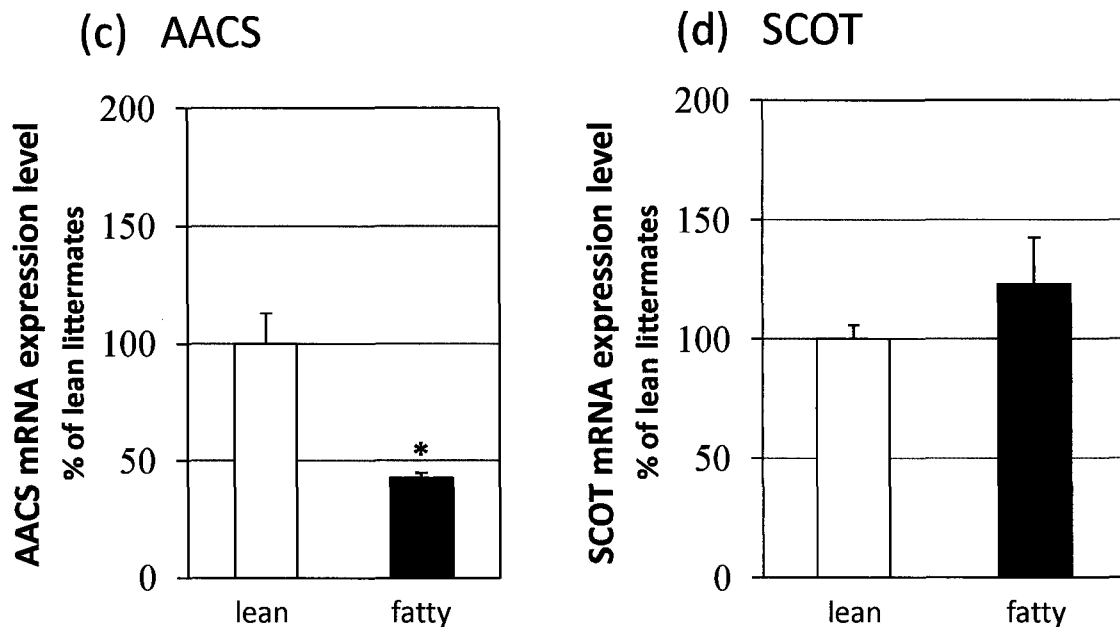 (c) AACS
AACS mRNA expression level
% of lean littermates
200
150
100
50
0
*
lean fatty
(d) SCOT
SCOT mRNA expression level
% of lean littermates
200
150
100
50
0
lean fatty